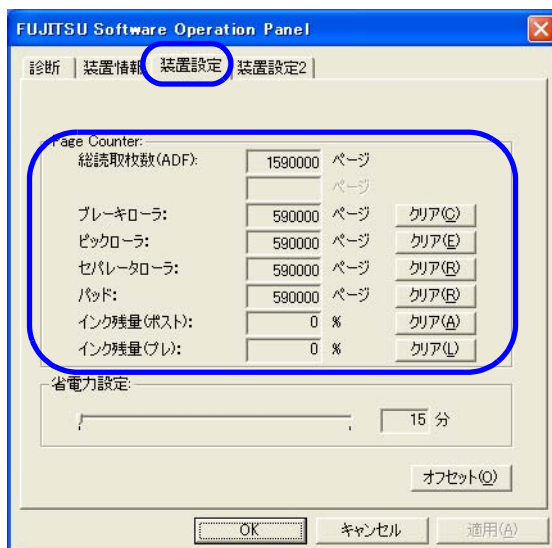 FUJITSU Software Operation Panel
診断 装置情報 装置設定 装置設定2
Page Counter:
総読取枚数(ADF): 1590000 ページ
ページ
ブレーキローラ: 590000 ページ クリア(C)
ピックローラ: 590000 ページ クリア(E)
セパレータローラ: 590000 ページ クリア(R)
パッド: 590000 ページ クリア(R)
インク残量(ポスト): 0 % クリア(A)
インク残量(プレ): 0 % クリア(L)
省電力設定:
15 分
オフセット(O)
OK キャンセル 適用(A)